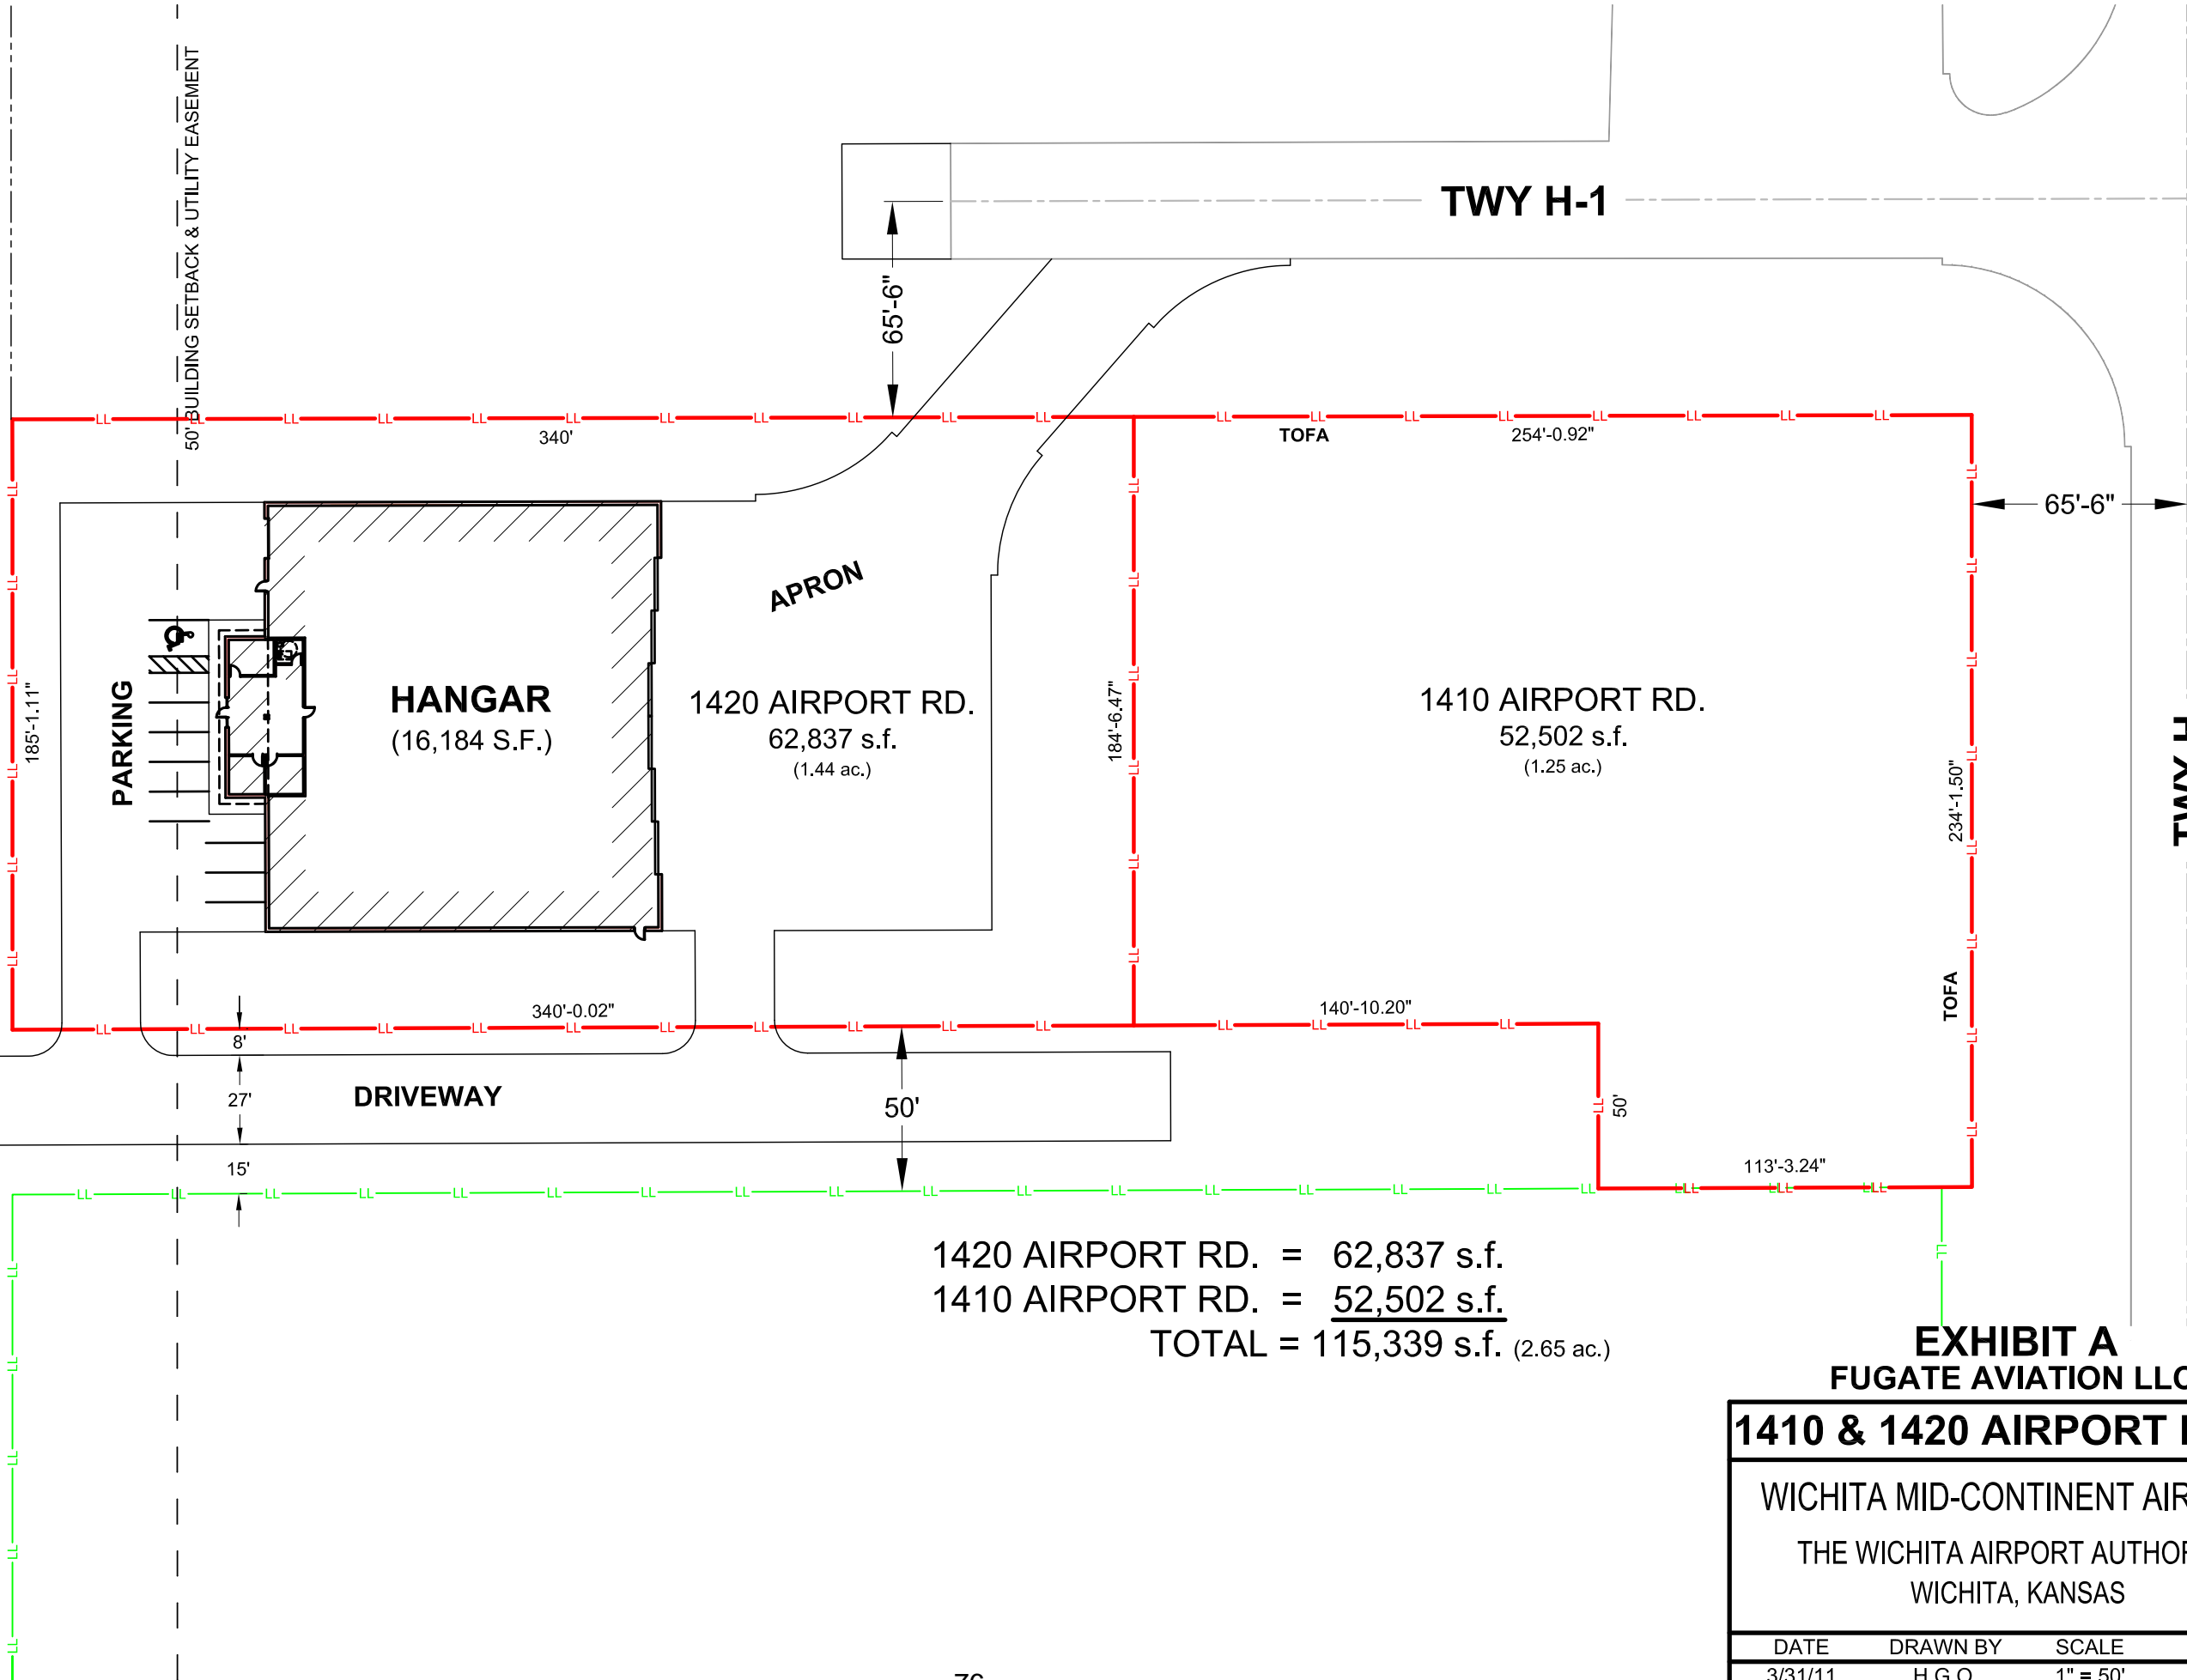 50' BUILDING SETBACK & UTILITY EASEMENT
TWY H-1
65'-6"
340'
TOFA
254'-0.92"
65'-6"
APRON
185'-1.11"
PARKING
HANGAR
(16,184 S.F.)
1420 AIRPORT RD.
62,837 s.f.
(1.44 ac.)
184'-6.47"
1410 AIRPORT RD.
52,502 s.f.
(1.25 ac.)
234'-1.50"
TWY H
TOFA
340'-0.02"
140'-10.20"
8'
27'
DRIVEWAY
50'
50'
15'
113'-3.24"
1420 AIRPORT RD. = 62,837 s.f.
1410 AIRPORT RD. = 52,502 s.f.
TOTAL = 115,339 s.f. (2.65 ac.)
EXHIBIT A
FUGATE AVIATION LLC
1410 & 1420 AIRPORT
WICHITA MID-CONTINENT
THE WICHITA AIRPORT
WICHITA, KANSAS
DATE DRAWN BY SCALE
3/31/11 H.G.O. 1" = 50'